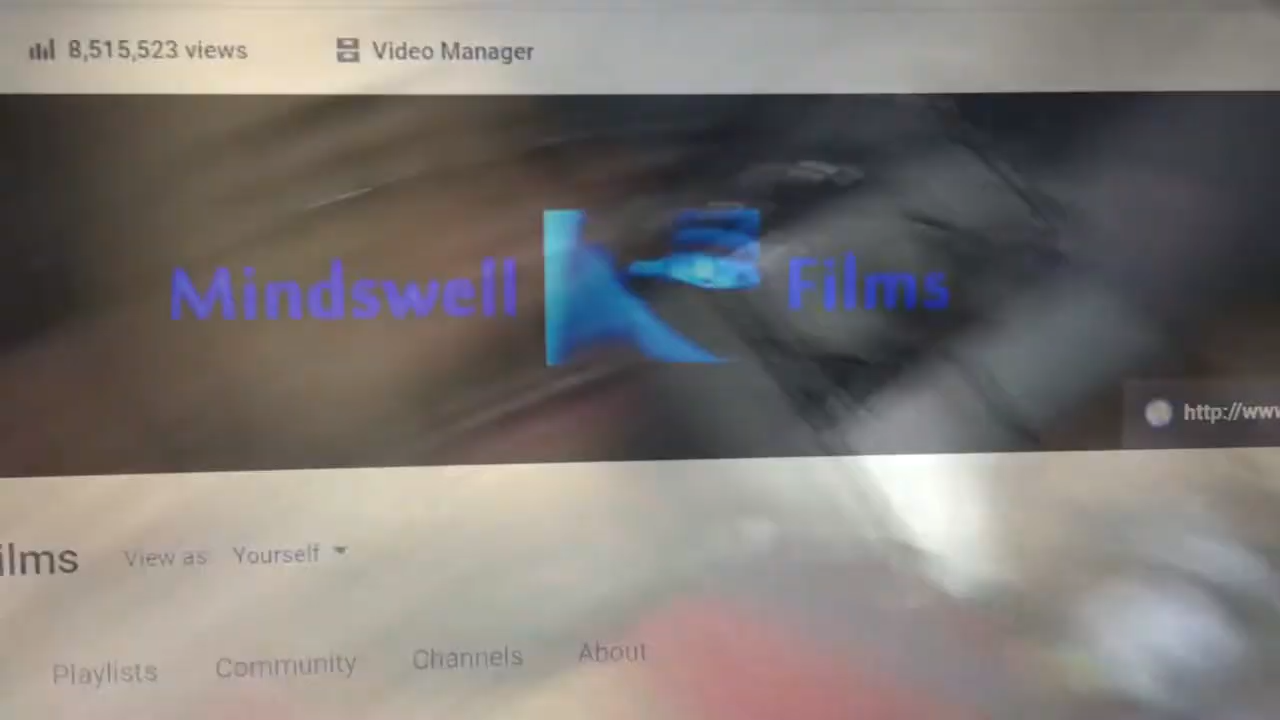 8,515,523 views Video Manager
Mindswell Films
http://www
ilms View as: Yourself
Playlists Community Channels About